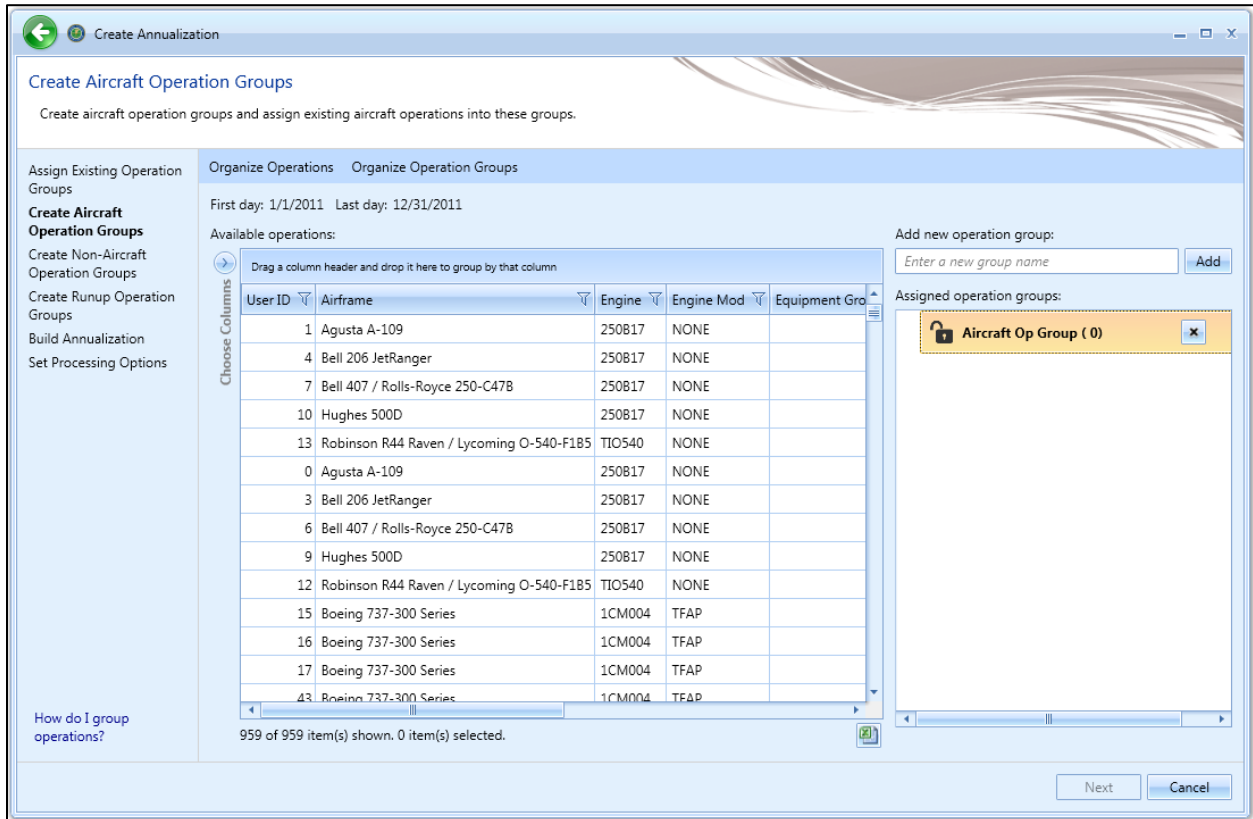 Create Annualization
Create Aircraft Operation Groups
Create aircraft operation groups and assign existing aircraft operations into these groups.
Assign Existing Operation
Groups
Create Aircraft
Operation Groups
Create Non-Aircraft
Operation Groups
Create Runup Operation
Groups
Build Annualization
Set Processing Options
How do I group
operations?
Organize Operations Organize Operation Groups
First day: 1/1/2011 Last day: 12/31/2011
Available operations:
Choose Columns
Drag a column header and drop it here to group by that column
User ID Airframe Engine Engine Mod Equipment Gro
1 Agusta A-109 250B17 NONE
4 Bell 206 JetRanger 250B17 NONE
7 Bell 407 / Rolls-Royce 250-C47B 250B17 NONE
10 Hughes 500D 250B17 NONE
13 Robinson R44 Raven / Lycoming O-540-F1B5 TIO540 NONE
0 Agusta A-109 250B17 NONE
3 Bell 206 JetRanger 250B17 NONE
6 Bell 407 / Rolls-Royce 250-C47B 250B17 NONE
9 Hughes 500D 250B17 NONE
12 Robinson R44 Raven / Lycoming O-540-F1B5 TIO540 NONE
15 Boeing 737-300 Series 1CM004 TFAP
16 Boeing 737-300 Series 1CM004 TFAP
17 Boeing 737-300 Series 1CM004 TFAP
43 Boeing 737-300 Series 1CM004 TFAP
959 of 959 item(s) shown. 0 item(s) selected.
Add new operation group:
Enter a new group name Add
Assigned operation groups:
Aircraft Op Group ( 0)
Next Cancel